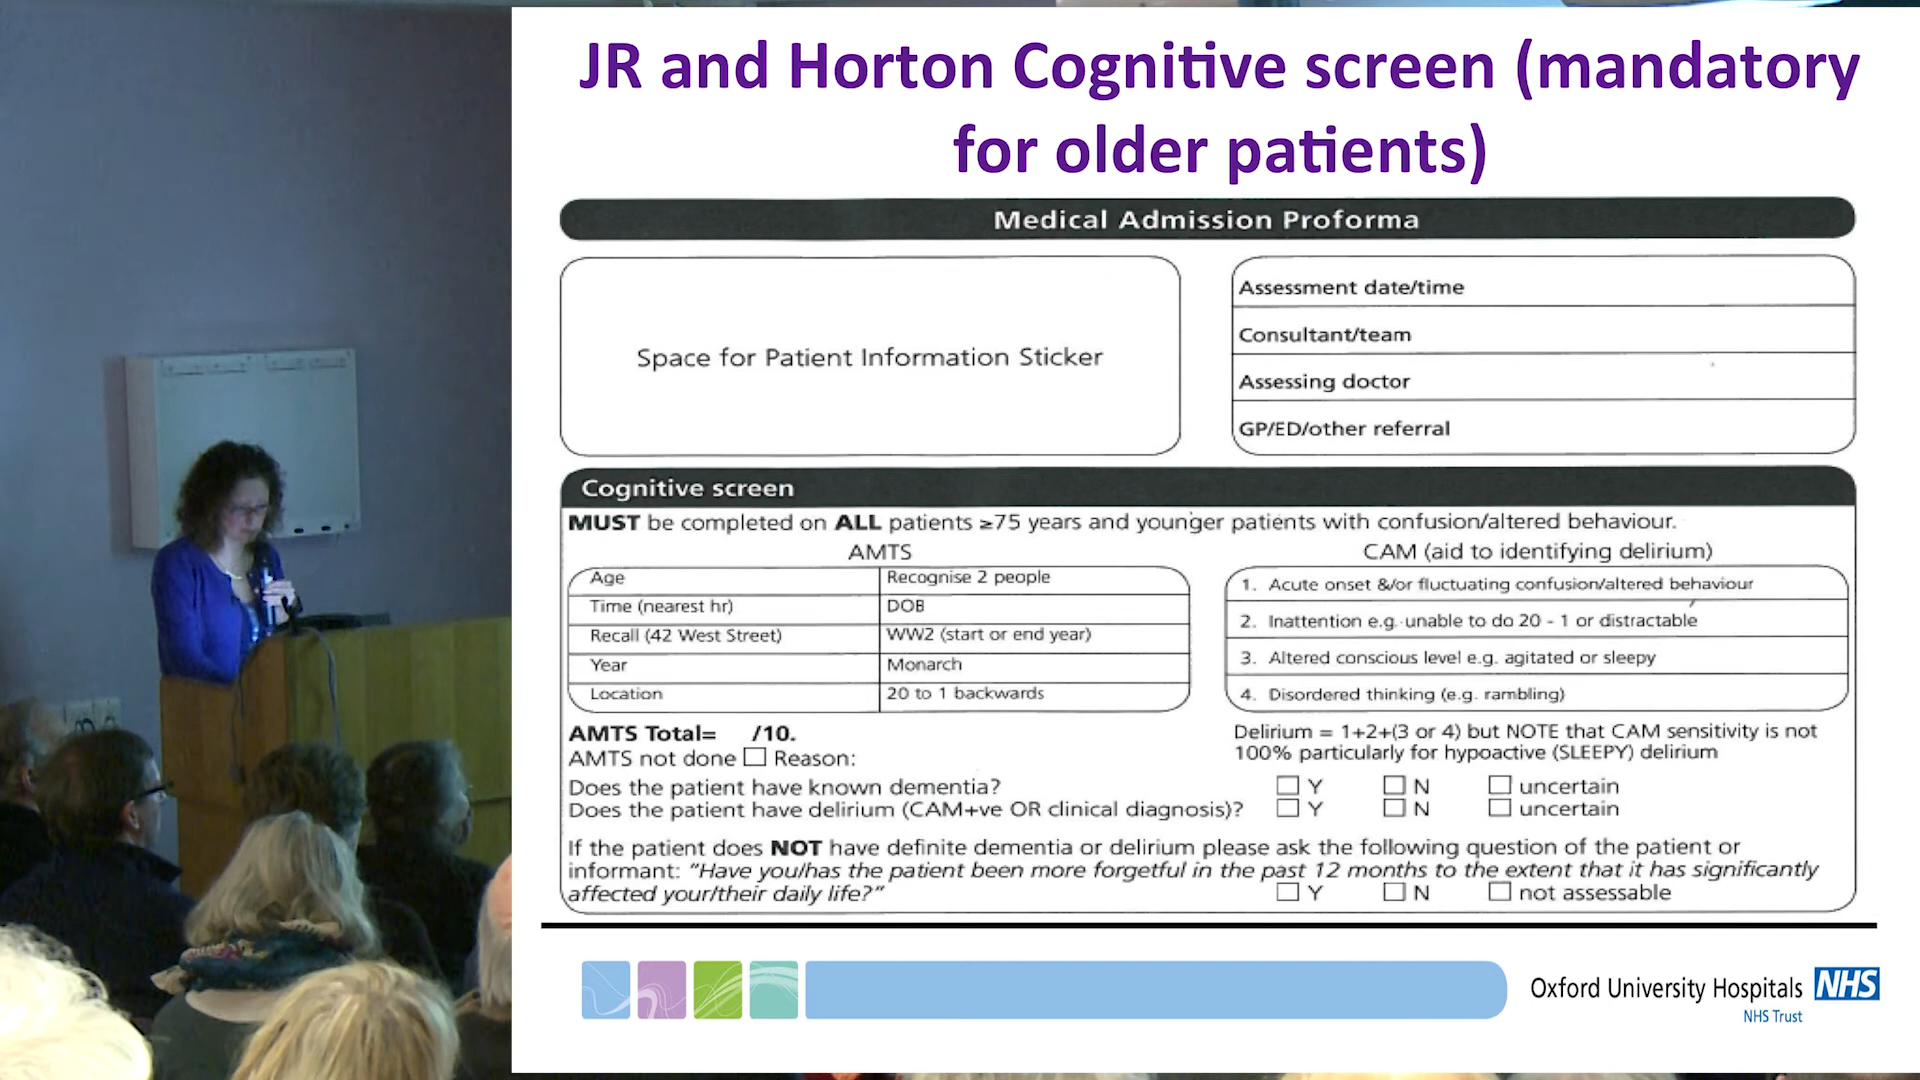 JR and Horton Cognitive screen (mandatory
for older patients)
Medical Admission Proforma
Space for Patient Information Sticker
Assessment date/time
Consultant/team
Assessing doctor
GP/ED/other referral
Cognitive screen
MUST be completed on ALL patients ≥75 years and younger patients with confusion/altered behaviour.
AMTS
Age
Recognise 2 people
Time (nearest hr)
DOB
Recall (42 West Street)
WW2 (start or end year)
Year
Monarch
Location
20 to 1 backwards
AMTS Total= /10.
AMTS not done ☐ Reason:
CAM (aid to identifying delirium)
1. Acute onset &/or fluctuating confusion/altered behaviour
2. Inattention e.g. unable to do 20 - 1 or distractable
3. Altered conscious level e.g. agitated or sleepy
4. Disordered thinking (e.g. rambling)
Delirium = 1+2+(3 or 4) but NOTE that CAM sensitivity is not
100% particularly for hypoactive (SLEEPY) delirium
Does the patient have known dementia? ☐ Y ☐ N ☐ uncertain
Does the patient have delirium (CAM+ve OR clinical diagnosis)? ☐ Y ☐ N ☐ uncertain
If the patient does NOT have definite dementia or delirium please ask the following question of the patient or
informant: “Have you/has the patient been more forgetful in the past 12 months to the extent that it has significantly
affected your/their daily life?” ☐ Y ☐ N ☐ not assessable
Oxford University Hospitals NHS
NHS Trust